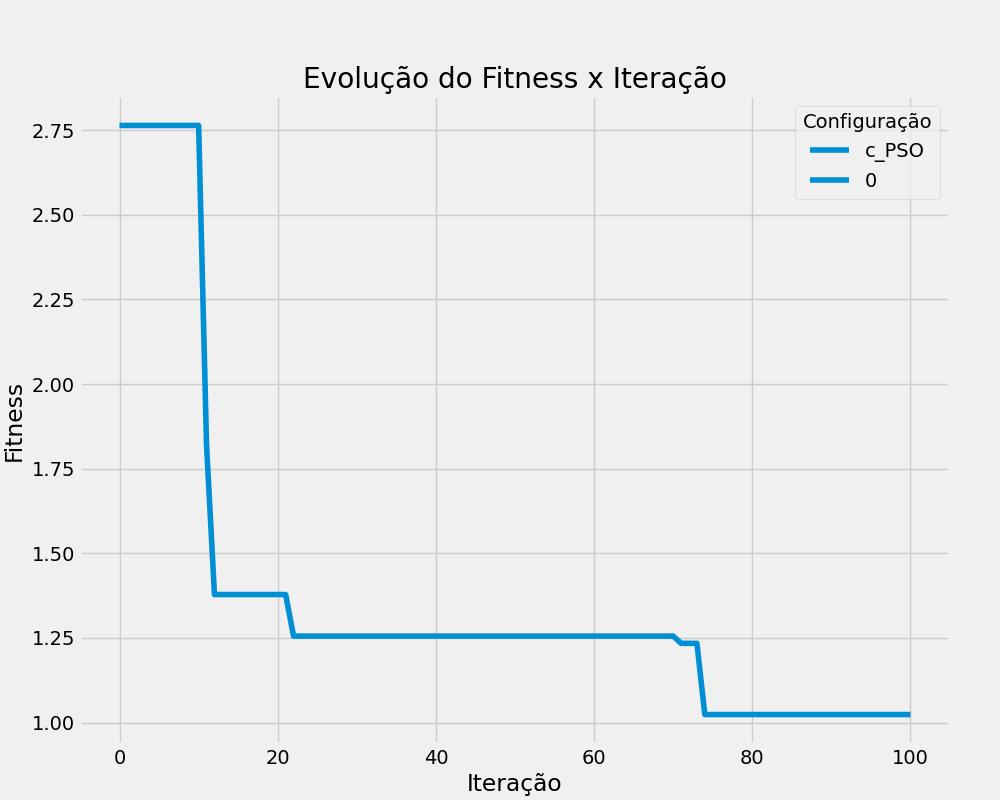 Evolução do Fitness x Iteração
Configuração
c_PSO
0
Fitness
2.75
2.50
2.25
2.00
1.75
1.50
1.25
1.00
0 20 40 60 80 100
Iteração